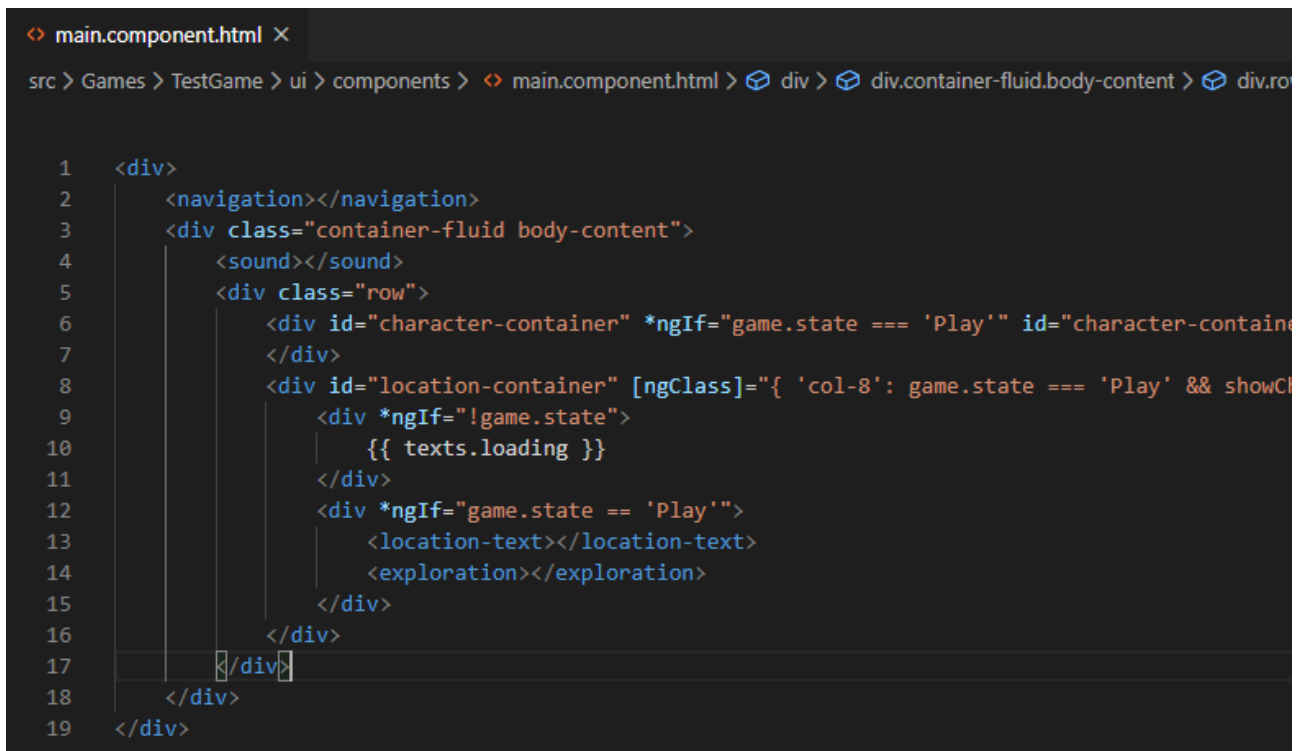 main.component.html
src > Games > TestGame > ui > components > main.component.html > div > div.container-fluid.body-content > div.row
1 <div>
2     <navigation></navigation>
3     <div class="container-fluid body-content">
4         <sound></sound>
5         <div class="row">
6             <div id="character-container" *ngIf="game.state === 'Play'" id="character-containe
7             </div>
8             <div id="location-container" [ngClass]="{ 'col-8': game.state === 'Play' && showCh
9                 <div *ngIf="!game.state">
10                     {{ texts.loading }}
11                 </div>
12                 <div *ngIf="game.state == 'Play'">
13                     <location-text></location-text>
14                     <exploration></exploration>
15                 </div>
16             </div>
17         </div>
18     </div>
19 </div>